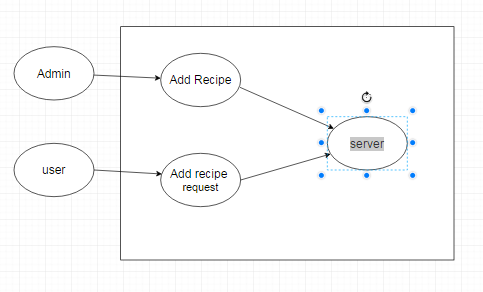 Admin
Add Recipe
server
user
Add recipe
request